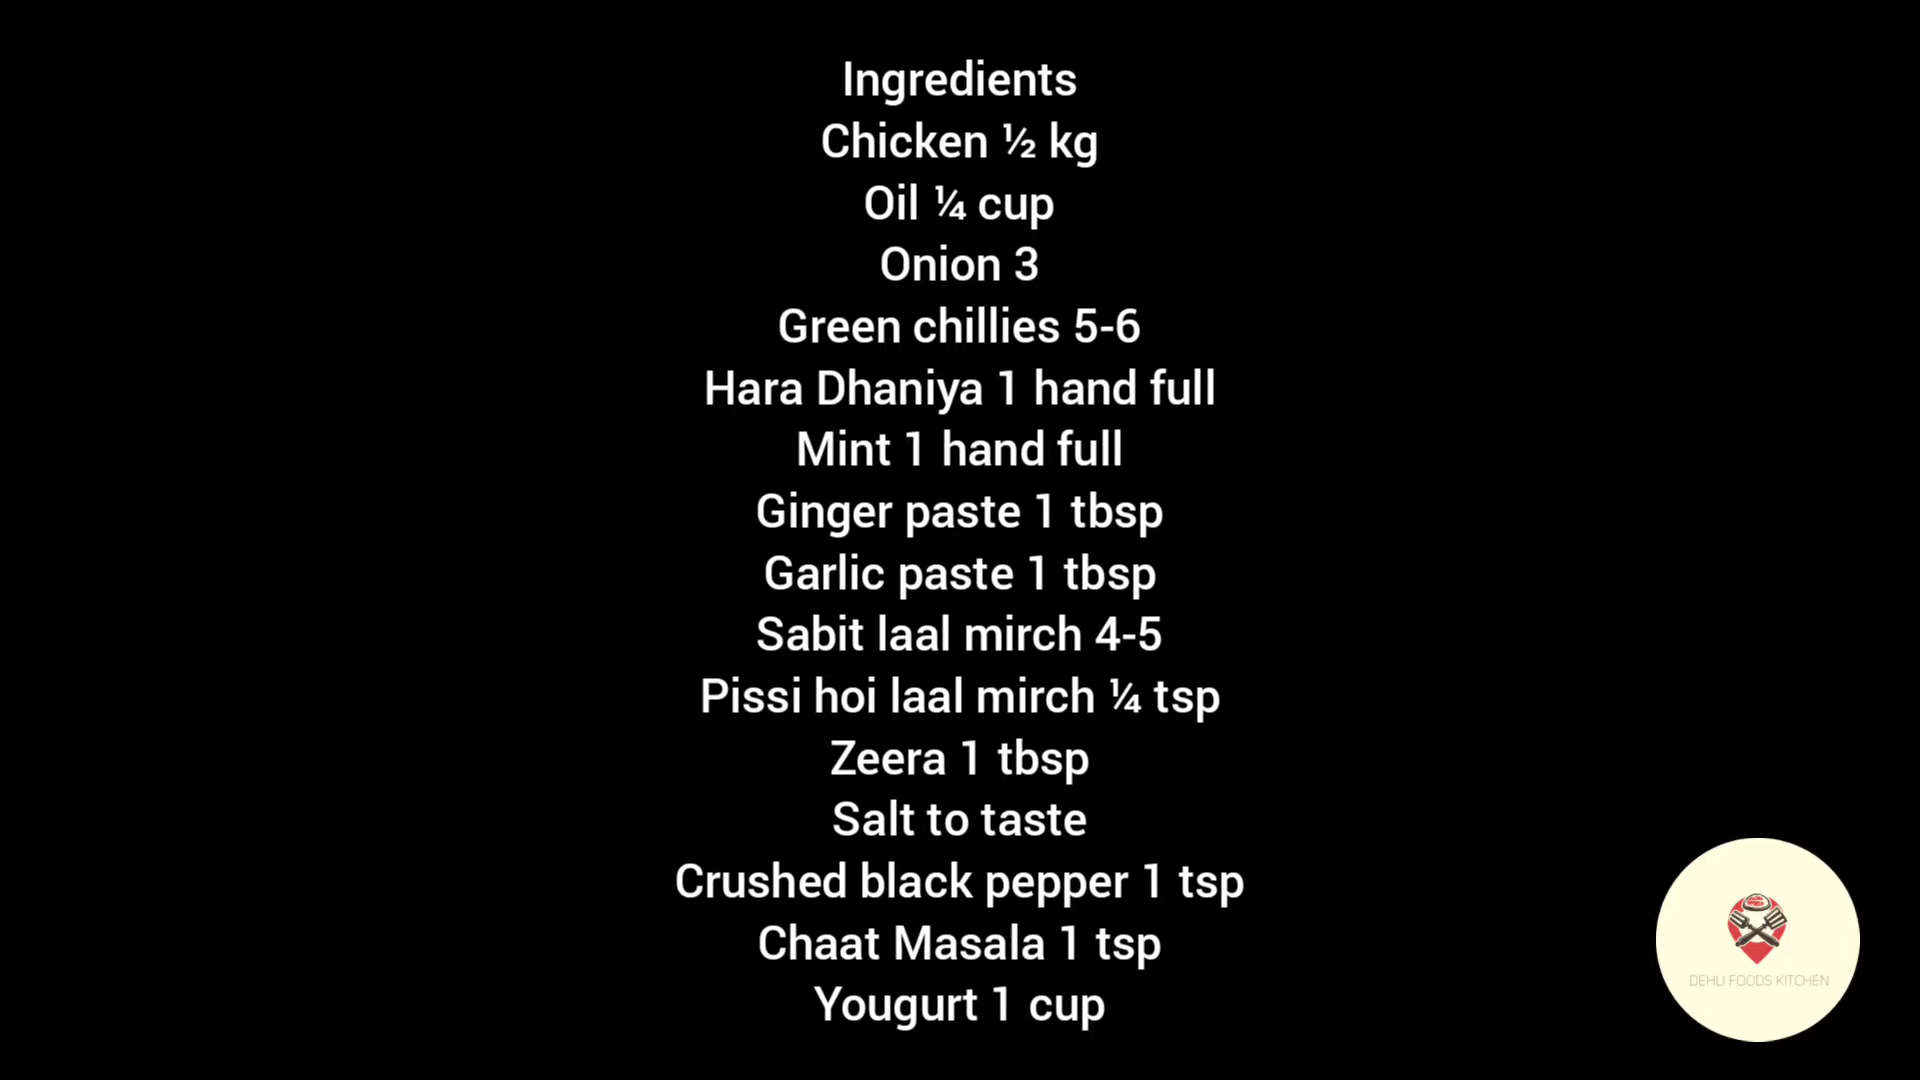 Ingredients
Chicken ½ kg
Oil ¼ cup
Onion 3
Green chillies 5-6
Hara Dhaniya 1 hand full
Mint 1 hand full
Ginger paste 1 tbsp
Garlic paste 1 tbsp
Sabit laal mirch 4-5
Pissi hoi laal mirch ¼ tsp
Zeera 1 tbsp
Salt to taste
Crushed black pepper 1 tsp
Chaat Masala 1 tsp
Yougurt 1 cup
DEHLI FOODS KITCHEN